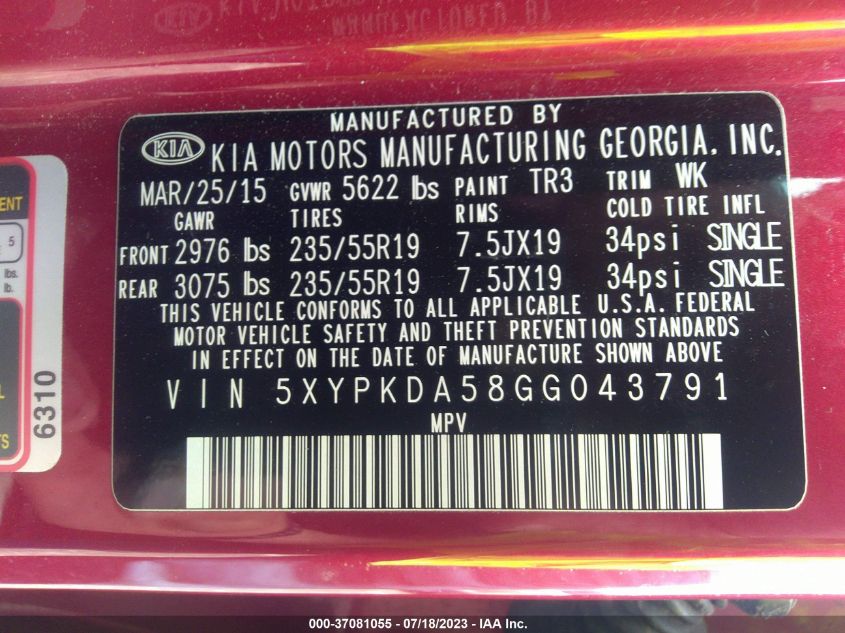 MANUFACTURED BY
KIA KIA MOTORS MANUFACTURING GEORGIA, INC.
MAR/25/15 GVWR 5622 lbs PAINT TR3 TRIM WK
GAWR TIRES RIMS COLD TIRE INFL
FRONT 2976 lbs 235/55R19 7.5JX19 34psi SINGLE
REAR 3075 lbs 235/55R19 7.5JX19 34psi SINGLE
THIS VEHICLE CONFORMS TO ALL APPLICABLE U.S.A. FEDERAL
MOTOR VEHICLE SAFETY AND THEFT PREVENTION STANDARDS
IN EFFECT ON THE DATE OF MANUFACTURE SHOWN ABOVE.
VIN 5XYPKDA58GG043791
MPV
5
lbs.
lb.
6310
000-37081055 / 07/18/2023 - IAA Inc.